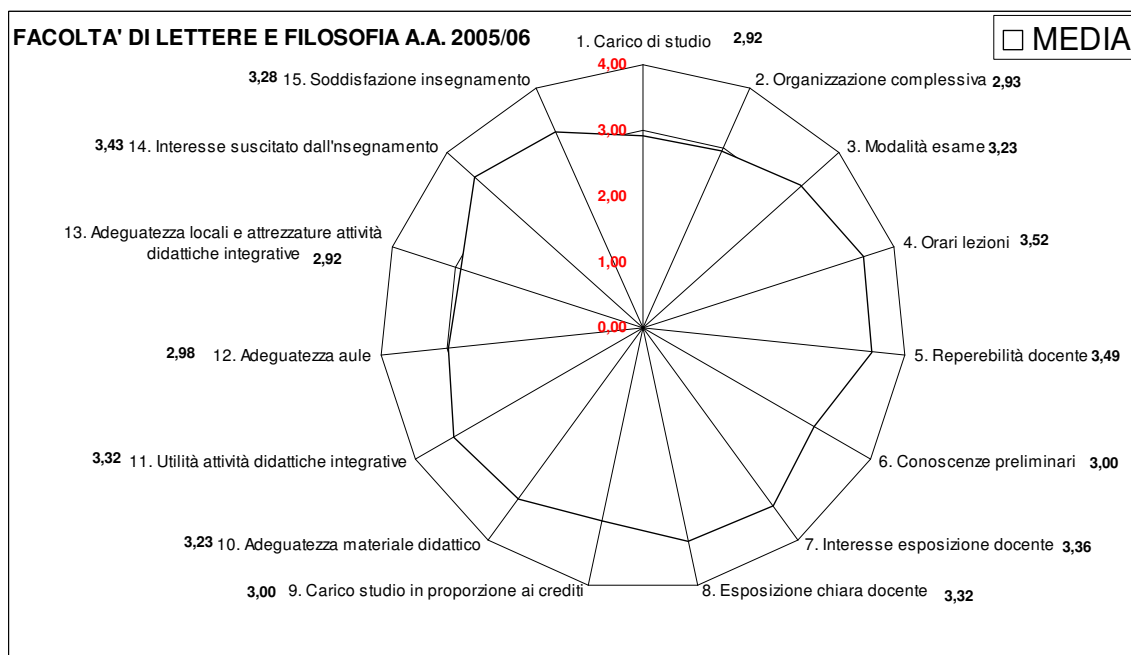 FACOLTA' DI LETTERE E FILOSOFIA A.A. 2005/06
□ MEDIA
1. Carico di studio 2,92
2. Organizzazione complessiva 2,93
3. Modalità esame 3,23
4. Orari lezioni 3,52
5. Reperebilità docente 3,49
6. Conoscenze preliminari 3,00
7. Interesse esposizione docente 3,36
8. Esposizione chiara docente 3,32
3,00 9. Carico studio in proporzione ai crediti
3,23 10. Adeguatezza materiale didattico
3,32 11. Utilità attività didattiche integrative
2,98 12. Adeguatezza aule
13. Adeguatezza locali e attrezzature attività
didattiche integrative 2,92
3,43 14. Interesse suscitato dall'nsegnamento
3,28 15. Soddisfazione insegnamento
4,00
3,00
2,00
1,00
0,00